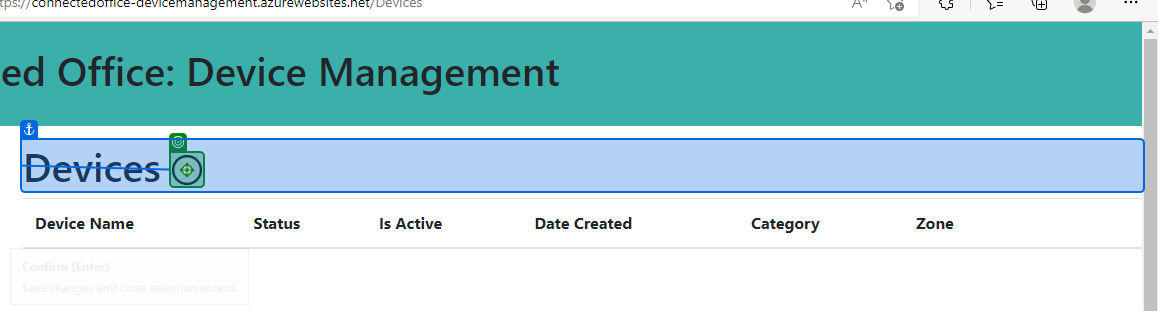 tps://connectedoffice-devicemanagement.azurewebsites.net/Devices
ed Office: Device Management
Devices
Device Name Status Is Active Date Created Category Zone
Confirm (Enter)
Save changes and close selection wizard.